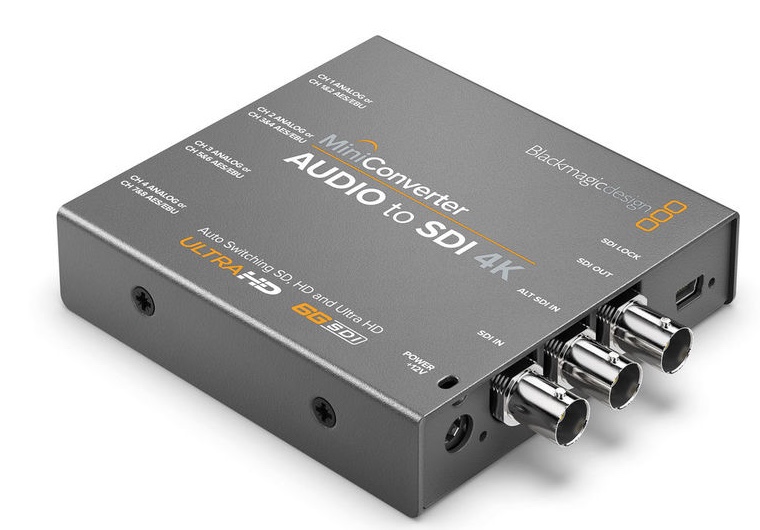 CH 1 ANALOG or
CH 1&2 AES/EBU
CH 2 ANALOG or
CH 3&4 AES/EBU
CH 3 ANALOG or
CH 5&6 AES/EBU
CH 4 ANALOG or
CH 7&8 AES/EBU
MiniConverter
AUDIO to SDI 4K
Blackmagicdesign
Auto Switching SD, HD and Ultra HD
ULTRA HD
6G SDI
SDI LOCK
SDI OUT
ALT SDI IN
SDI IN
POWER
+12V